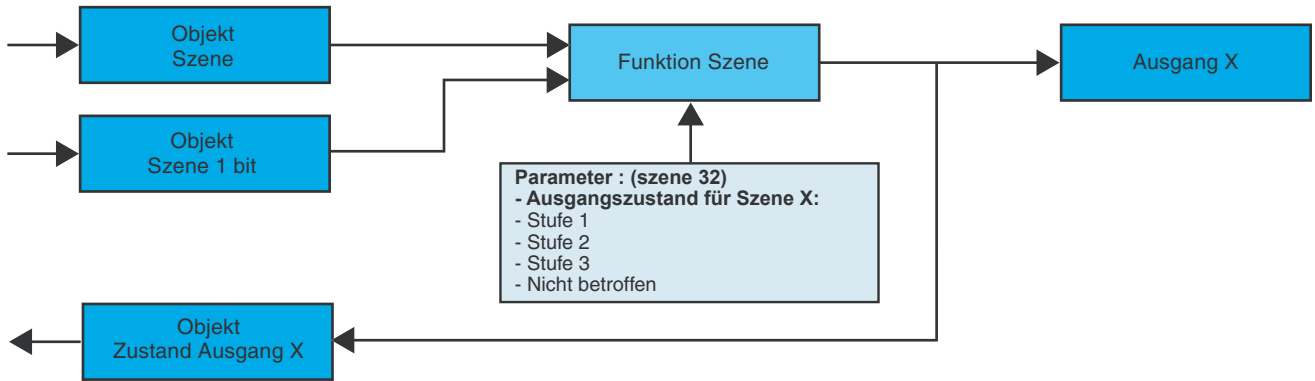 Objekt
Szene
Funktion Szene
Ausgang X
Objekt
Szene 1 bit
Parameter : (szene 32)
- Ausgangszustand für Szene X:
- Stufe 1
- Stufe 2
- Stufe 3
- Nicht betroffen
Objekt
Zustand Ausgang X